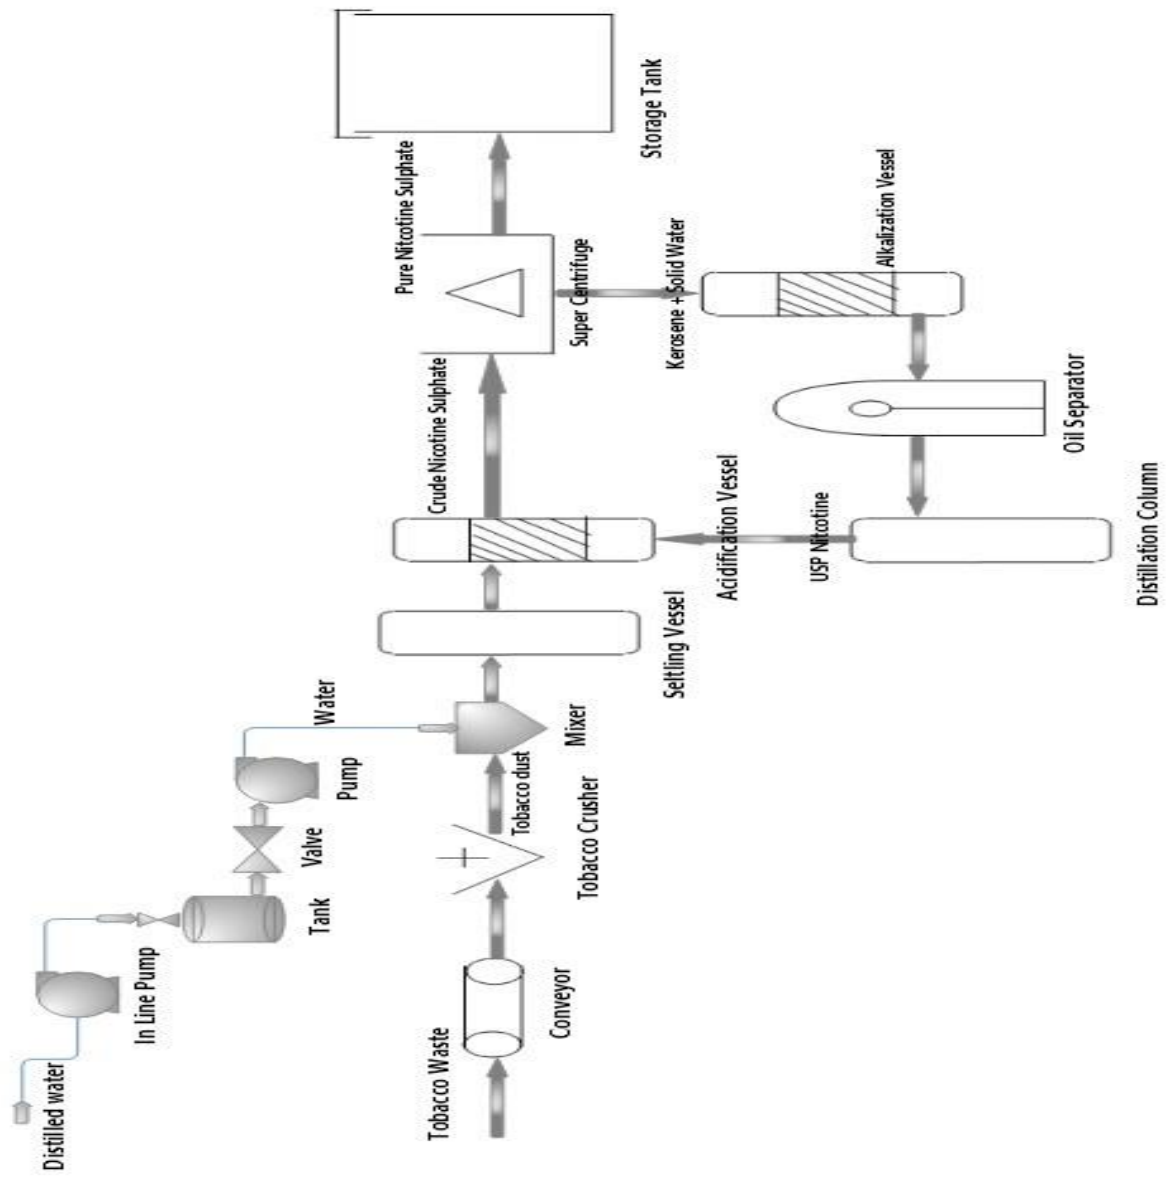 Distilled water
In Line Pump
Tank
Valve
Pump
Water
Tobacco Waste
Conveyor
Tobacco Crusher
Tobacco dust
Mixer
Seltling Vessel
Acidification Vessel
Crude Nicotine Sulphate
Super Centrifuge
Pure Nitcotine Sulphate
Storage Tank
Kerosene + Solid Water
Alkalization Vessel
Oil Separator
Distillation Column
USP Nitcotine